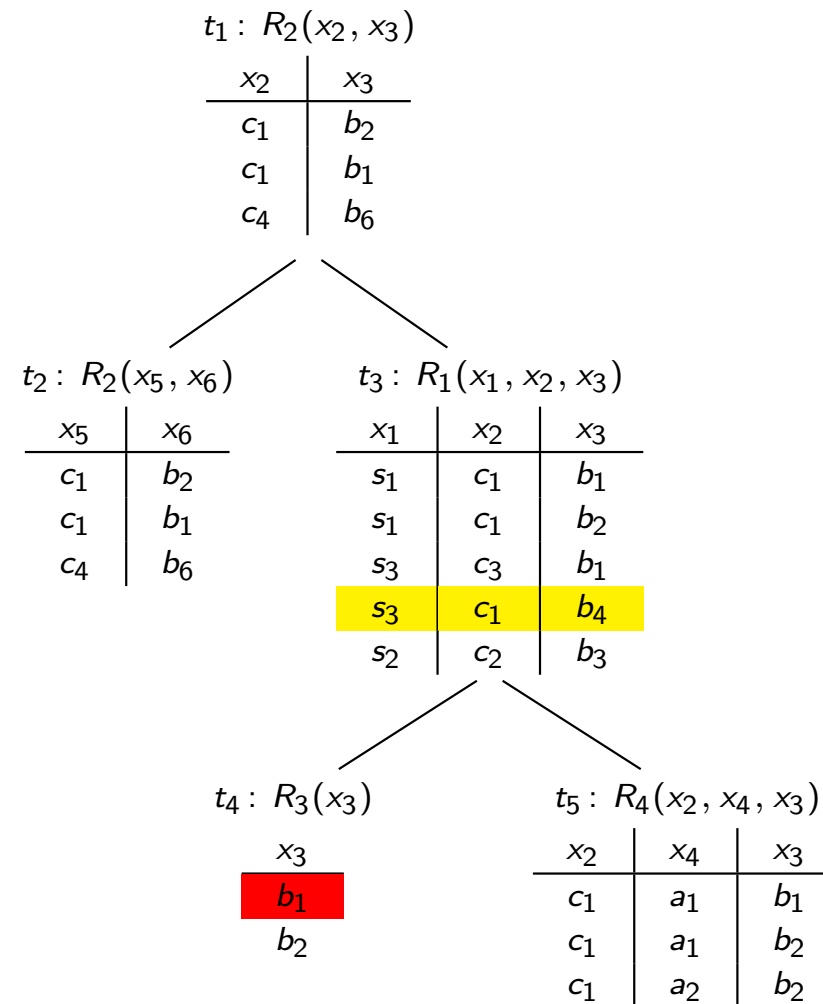 t₁ : R₂(x₂, x₃)
x₂ x₃
c₁ b₂
c₁ b₁
c₄ b₆
t₂ : R₂(x₅, x₆)
x₅ x₆
c₁ b₂
c₁ b₁
c₄ b₆
t₃ : R₁(x₁, x₂, x₃)
x₁ x₂ x₃
s₁ c₁ b₁
s₁ c₁ b₂
s₃ c₃ b₁
s₃ c₁ b₄
s₂ c₂ b₃
t₄ : R₃(x₃)
x₃
b₁
b₂
t₅ : R₄(x₂, x₄, x₃)
x₂ x₄ x₃
c₁ a₁ b₁
c₁ a₁ b₂
c₁ a₂ b₂